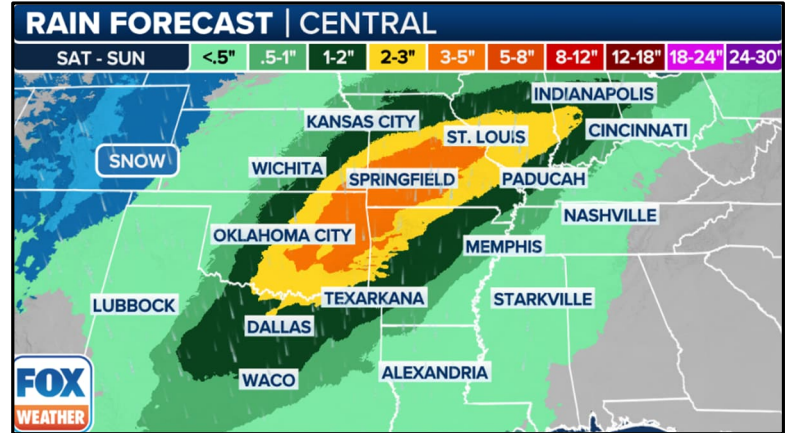 RAIN FORECAST | CENTRAL
SAT - SUN <.5" .5-1" 1-2" 2-3" 3-5" 5-8" 8-12" 12-18" 18-24" 24-30"
INDIANAPOLIS
KANSAS CITY
ST. LOUIS
CINCINNATI
SNOW
WICHITA
SPRINGFIELD
PADUCAH
NASHVILLE
OKLAHOMA CITY
MEMPHIS
LUBBOCK
TEXARKANA
STARKVILLE
DALLAS
WACO
ALEXANDRIA
FOX
WEATHER